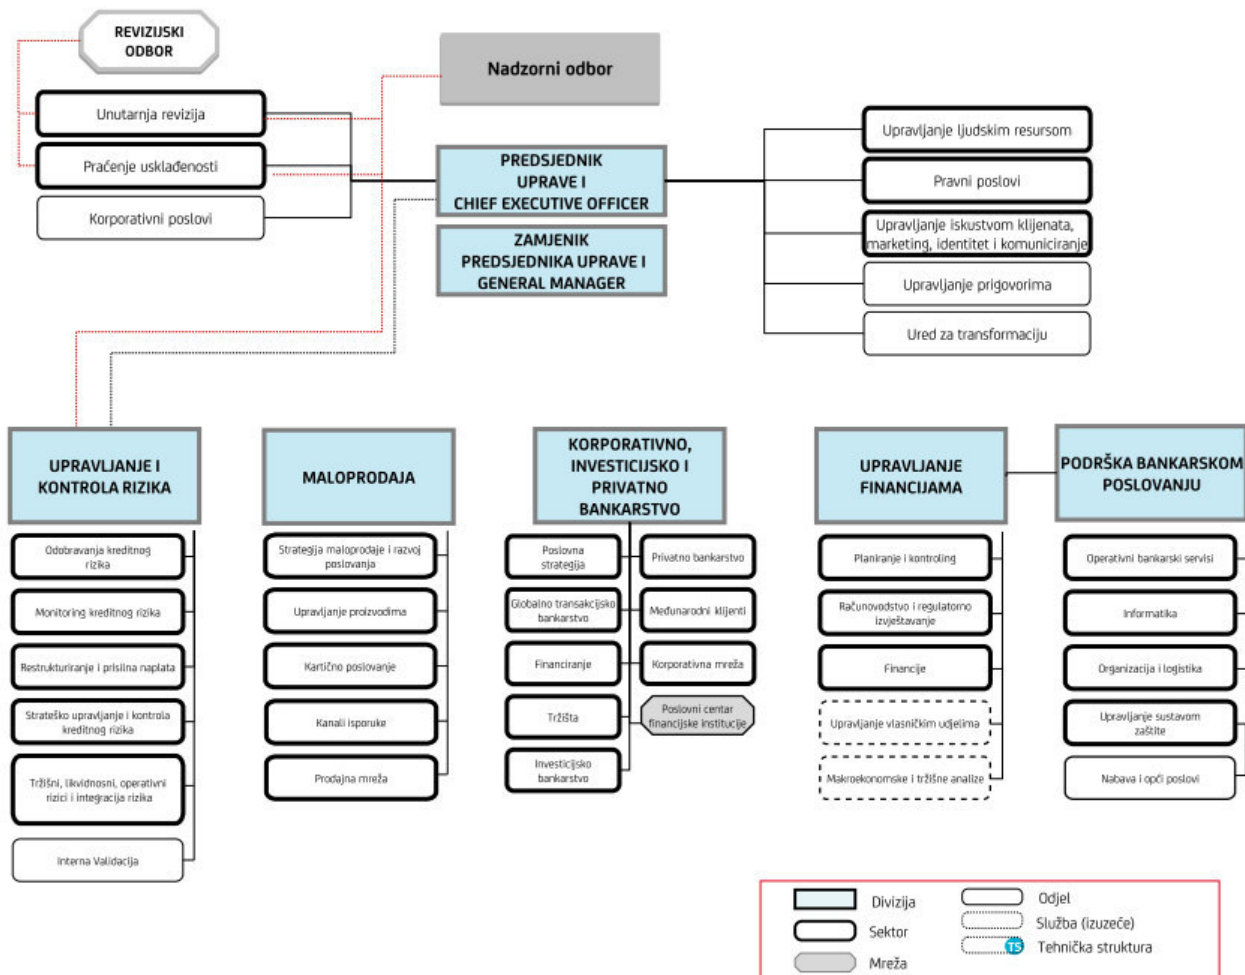 REVIZIJSKI
ODBOR
Nadzorni odbor
Unutarnja revizija
Praćenje usklađenosti
Korporativni poslovi
PREDSJEDNIK
UPRAVE I
CHIEF EXECUTIVE OFFICER
ZAMJENIK
PREDSJEDNIKA UPRAVE I
GENERAL MANAGER
Upravljanje ljudskim resursom
Pravni poslovi
Upravljanje iskustvom klijenata,
marketing, identitet i komuniciranje
Upravljanje prigovorima
Ured za transformaciju
UPRAVLJANJE I
KONTROLA RIZIKA
Odobravanja kreditnog
rizika
Monitoring kreditnog rizika
Restrukturiranje i prisilna naplata
Strateško upravljanje i kontrola
kreditnog rizika
Tržišni, likvidnosni, operativni
rizici i integracija rizika
Interna Validacija
MALOPRODAJA
Strategija maloprodaje i razvoj
poslovanja
Upravljanje proizvodima
Kartično poslovanje
Kanali isporuke
Prodajna mreža
KORPORATIVNO,
INVESTICIJSKO I
PRIVATNO
BANKARSTVO
Poslovna
strategija
Globalno transakcijsko
bankarstvo
Financiranje
Tržišta
Investicijsko
bankarstvo
Privatno bankarstvo
Međunarodni klijenti
Korporativna mreža
Poslovni centar
financijske institucije
UPRAVLJANJE
FINANCIJAMA
Planiranje i kontroling
Računovodstvo i regulatorno
izvještavanje
Financije
Upravljanje vlasničkim udjelima
Makroekonomske i tržišne analize
PODRŠKA BANKARSKOM
POSLOVANJU
Operativni bankarski servisi
Informatika
Organizacija i logistika
Upravljanje sustavom
zaštite
Nabava i opći poslovi
Divizija
Sektor
Mreža
Odjel
Služba (izuzeće)
TS
Tehnička struktura